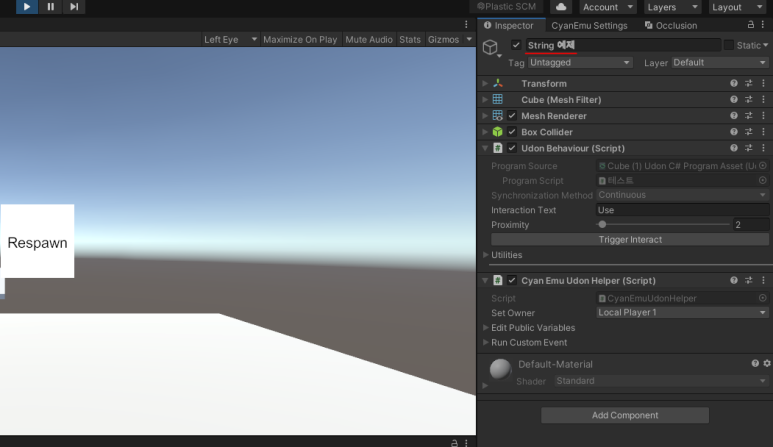 Plastic SCM
Account
Layers
Layout
Inspector
CyanEmu Settings
Occlusion
Left Eye
Maximize On Play
Mute Audio
Stats
Gizmos
String 예제
Static
Tag Untagged
Layer Default
Transform
Cube (Mesh Filter)
Mesh Renderer
Box Collider
# Udon Behaviour (Script)
Program Source
Cube (1) Udon C# Program Asset (U
Program Script
테스트
Synchronization Method Continuous
Interaction Text Use
Proximity 2
Trigger Interact
Utilities
Respawn
# Cyan Emu Udon Helper (Script)
Script
CyanEmuUdonHelper
Set Owner Local Player 1
Edit Public Variables
Run Custom Event
Default-Material
Shader Standard
Add Component